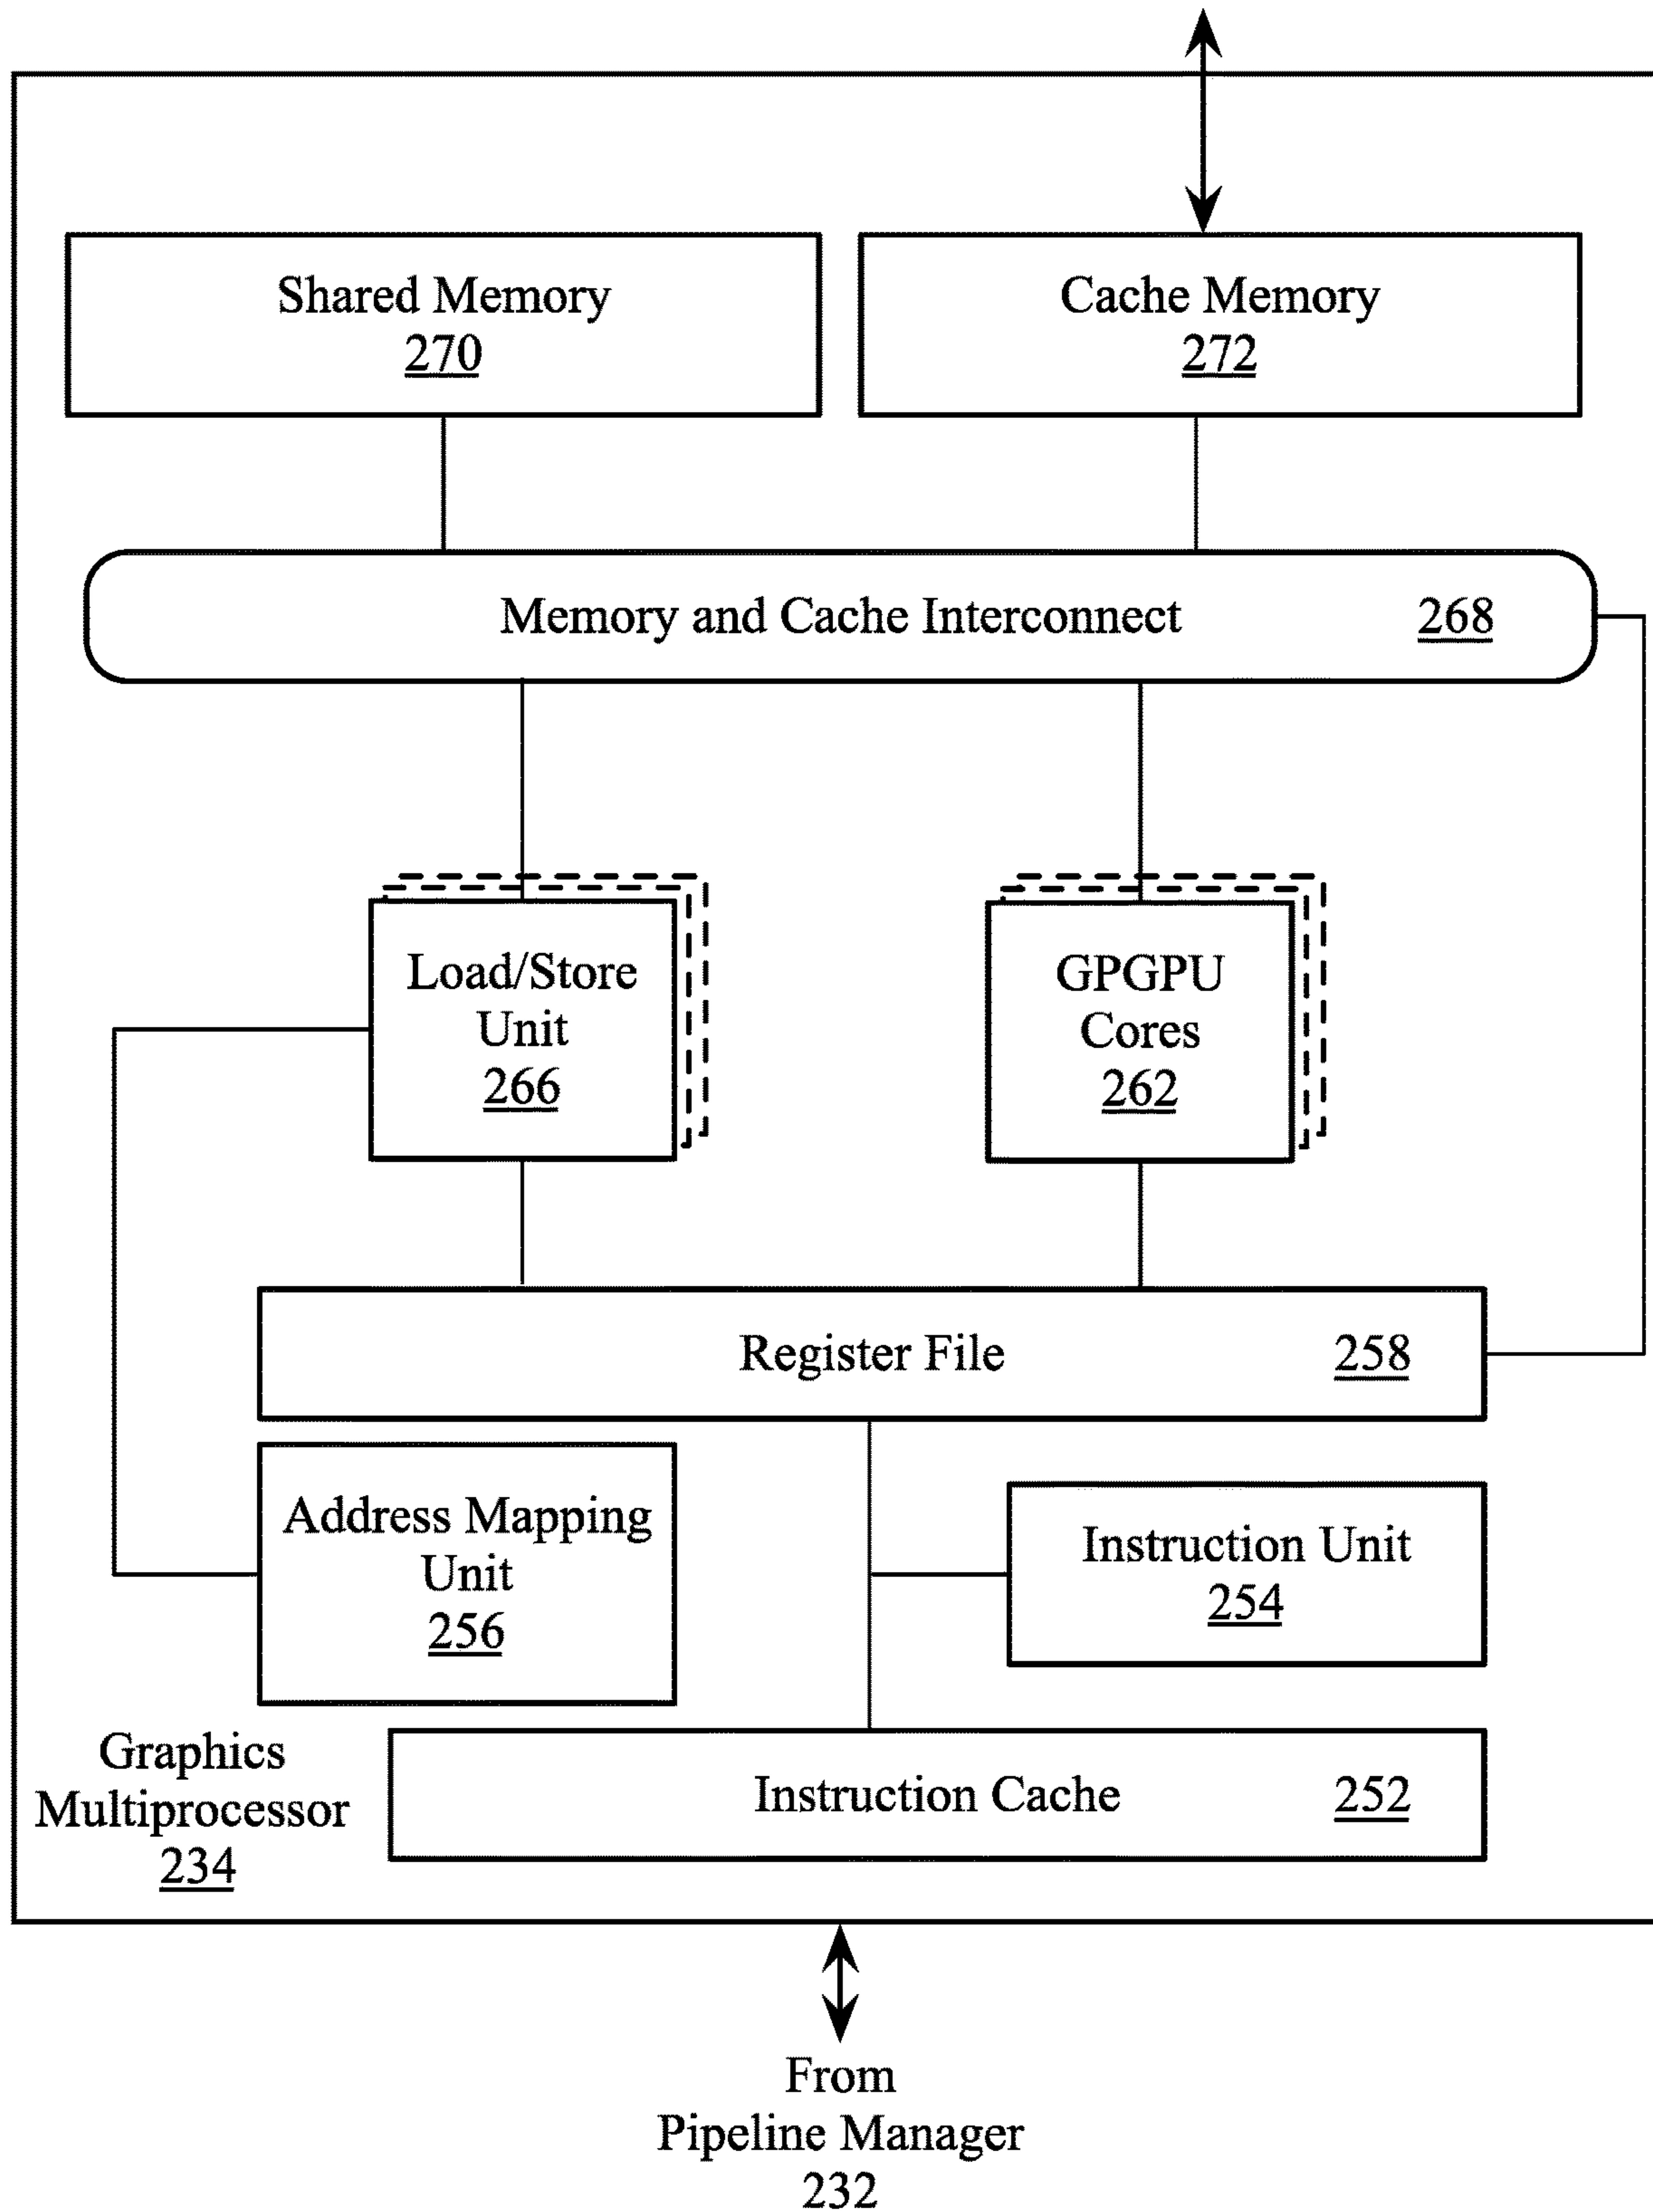 Shared Memory
270
Cache Memory
272
Memory and Cache Interconnect 268
Load/Store
Unit
266
GPGPU
Cores
262
Register File 258
Address Mapping
Unit
256
Instruction Unit
254
Graphics
Multiprocessor
234
Instruction Cache 252
From
Pipeline Manager
232